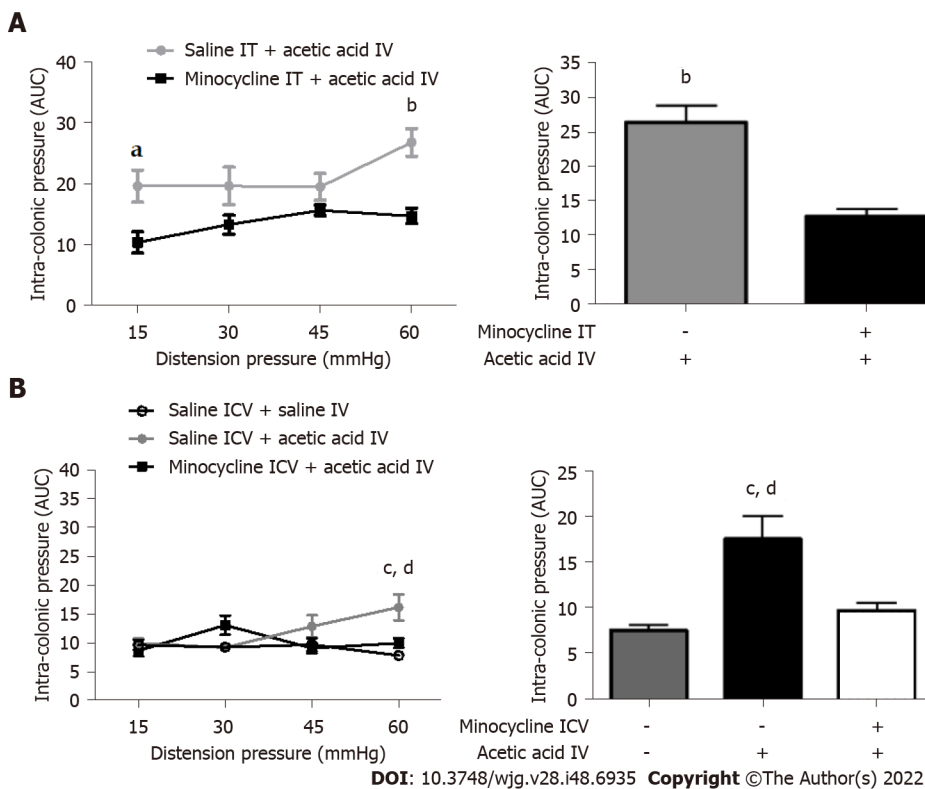 A
Saline IT + acetic acid IV
Minocycline IT + acetic acid IV
Intra-colonic pressure (AUC)
40
30
20
10
0
a
b
15 30 45 60
Distension pressure (mmHg)
Intra-colonic pressure (AUC)
35
30
25
20
15
10
5
0
b
Minocycline IT - +
Acetic acid IV + +
B
Saline ICV + saline IV
Saline ICV + acetic acid IV
Minocycline ICV + acetic acid IV
Intra-colonic pressure (AUC)
40
35
30
25
20
15
10
5
0
c, d
15 30 45 60
Distension pressure (mmHg)
Intra-colonic pressure (AUC)
25
20
15
10
5
0
c, d
Minocycline ICV - - +
Acetic acid IV - + +
DOI: 10.3748/wjg.v28.i48.6935 Copyright ©The Author(s) 2022